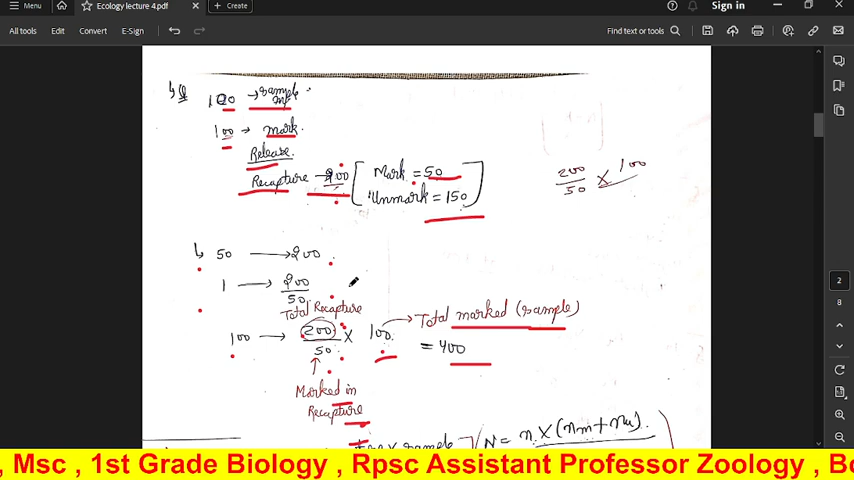 Menu Ecology lecture 4.pdf × + Create Sign in
All tools Edit Convert E-Sign Find text or tools
100 → sample
100 → mark.
Release.
Recapture → 200 [ Mark = 50
Unmark = 150 ]
200/50 × 100
↳ 50 → 200
1 → 200/50
Total Recapture
100 → 200/50 × 100 → Total marked (sample)
= 400
Marked in
Recapture
N = n × (nm + nu)
2
8
, Msc , 1st Grade Biology , Rpsc Assistant Professor Zoology , Bo